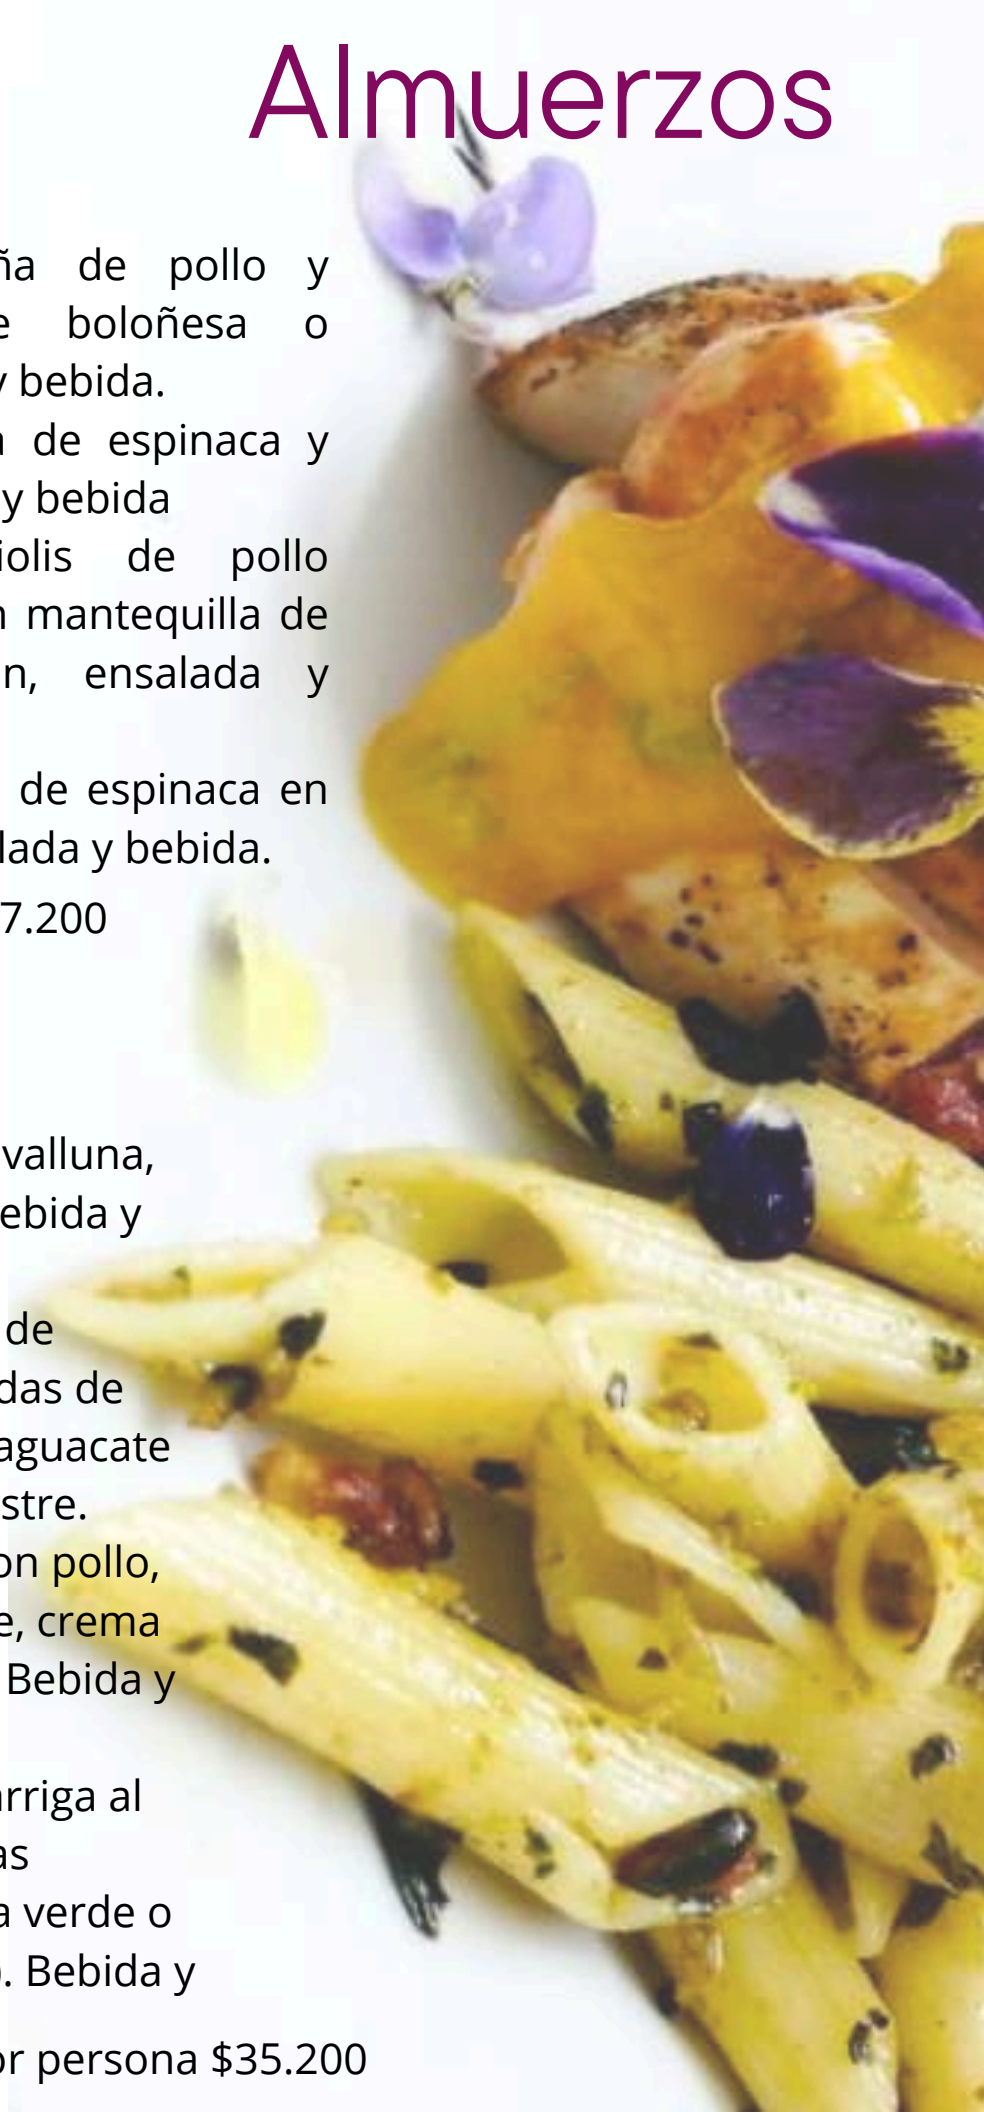 Almuerzos
ña de pollo y
e boloñesa o
y bebida.
a de espinaca y
y bebida
iolis de pollo
n mantequilla de
n, ensalada y
de espinaca en
lada y bebida.
7.200
valluna,
ebida y
de
das de
aguacate
stre.
on pollo,
e, crema
Bebida y
arriga al
as
a verde o
). Bebida y
or persona $35.200